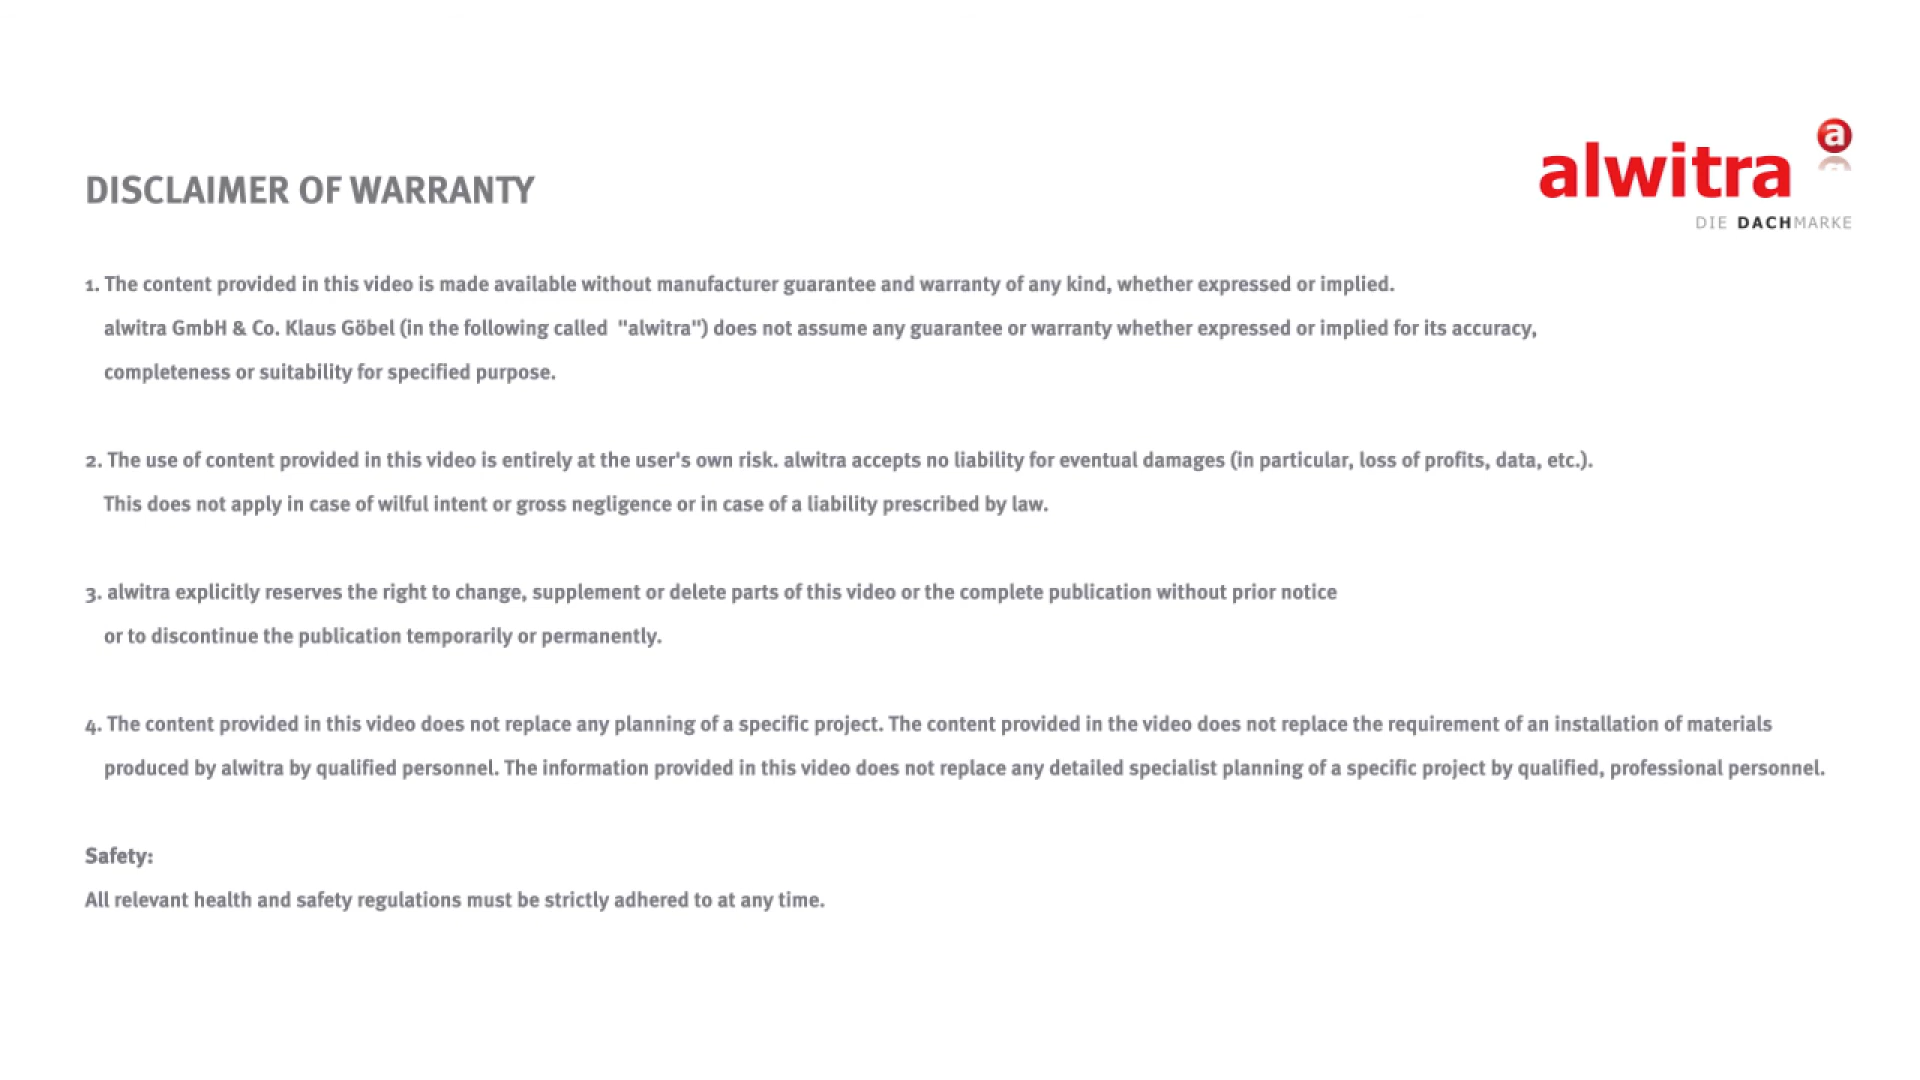 alwitra a
DIE DACHMARKE
DISCLAIMER OF WARRANTY
1. The content provided in this video is made available without manufacturer guarantee and warranty of any kind, whether expressed or implied.
alwitra GmbH & Co. Klaus Göbel (in the following called "alwitra") does not assume any guarantee or warranty whether expressed or implied for its accuracy,
completeness or suitability for specified purpose.
2. The use of content provided in this video is entirely at the user's own risk. alwitra accepts no liability for eventual damages (in particular, loss of profits, data, etc.).
This does not apply in case of wilful intent or gross negligence or in case of a liability prescribed by law.
3. alwitra explicitly reserves the right to change, supplement or delete parts of this video or the complete publication without prior notice
or to discontinue the publication temporarily or permanently.
4. The content provided in this video does not replace any planning of a specific project. The content provided in the video does not replace the requirement of an installation of materials
produced by alwitra by qualified personnel. The information provided in this video does not replace any detailed specialist planning of a specific project by qualified, professional personnel.
Safety:
All relevant health and safety regulations must be strictly adhered to at any time.